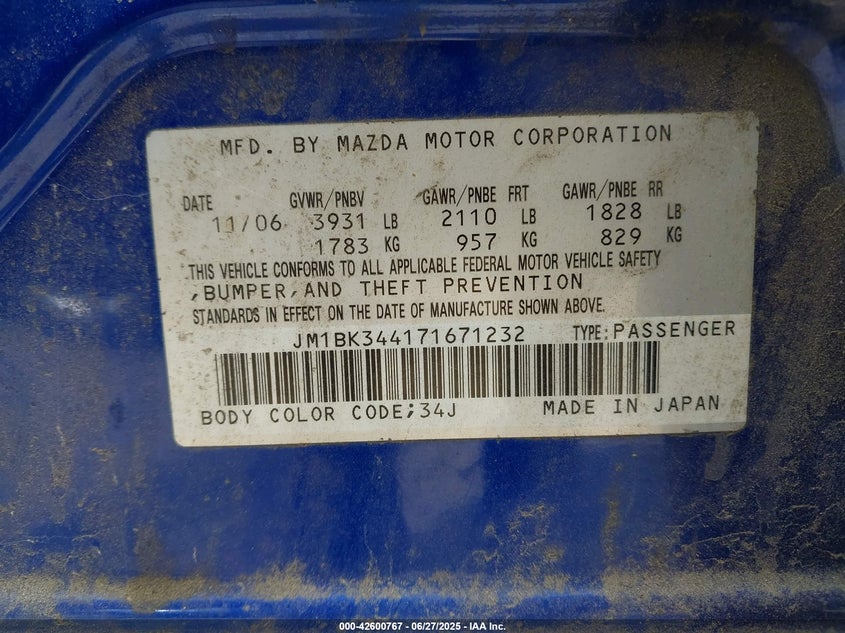 MFD. BY MAZDA MOTOR CORPORATION
DATE GVWR/PNBV GAWR/PNBE FRT GAWR/PNBE RR
11/06 3931 LB 2110 LB 1828 LB
1783 KG 957 KG 829 KG
THIS VEHICLE CONFORMS TO ALL APPLICABLE FEDERAL MOTOR VEHICLE SAFETY
,BUMPER,AND THEFT PREVENTION
STANDARDS IN EFFECT ON THE DATE OF MANUFACTURE SHOWN ABOVE.
JM1BK344171671232 TYPE:PASSENGER
BODY COLOR CODE;34J MADE IN JAPAN
000-42600767 - 06/27/2025 - IAA Inc.